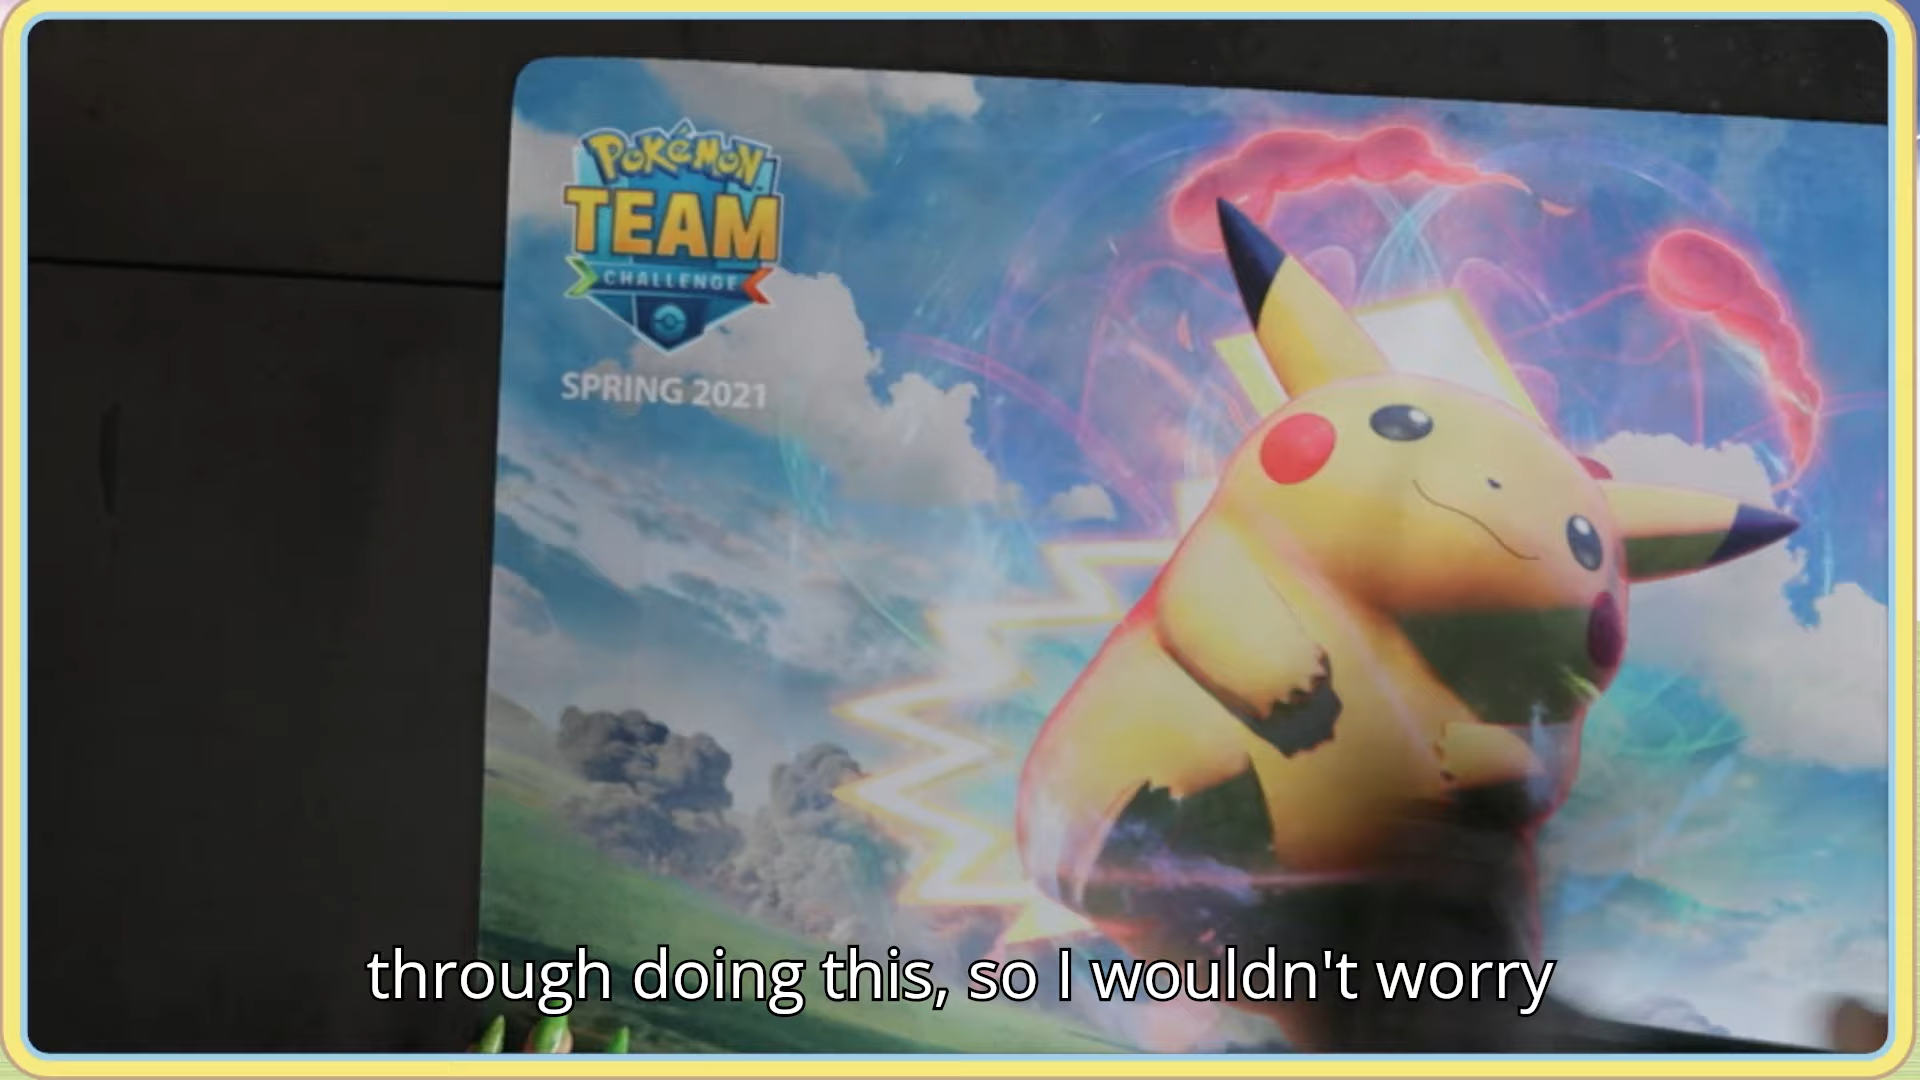 POKéMON
TEAM
CHALLENGE
SPRING 2021
through doing this, so I wouldn't worry